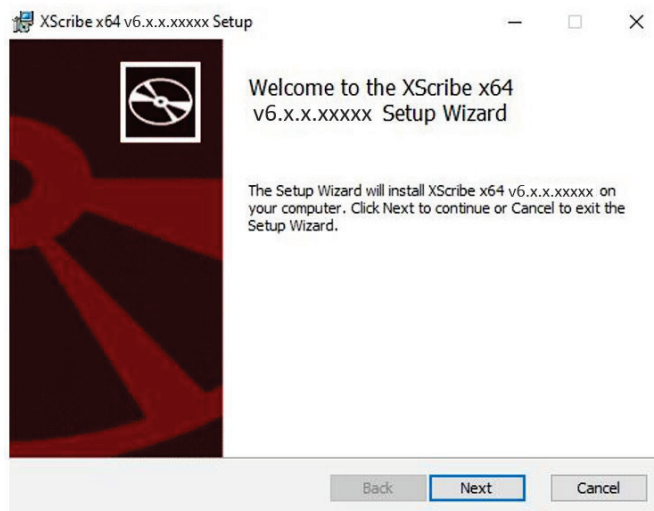 XScribe x64 v6.x.x.xxxxx Setup
Welcome to the XScribe x64
v6.x.x.xxxxx Setup Wizard
The Setup Wizard will install XScribe x64 v6.x.x.xxxxx on
your computer. Click Next to continue or Cancel to exit the
Setup Wizard.
Back Next Cancel